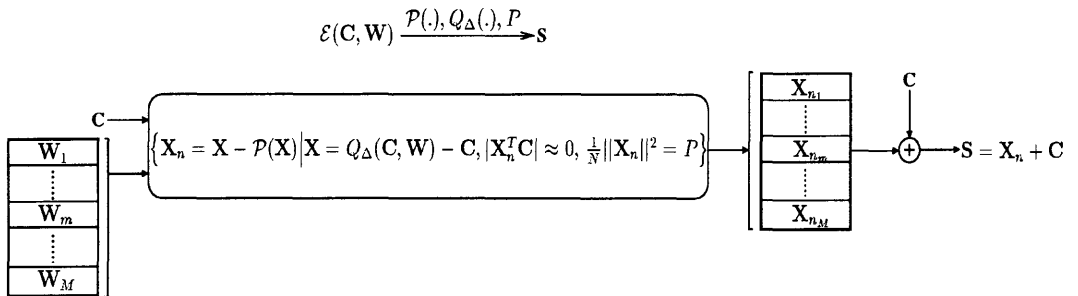 𝓔(C, W) 𝒫(.), Q_Δ(.), P → S
C
{X_n = X − 𝒫(X) | X = Q_Δ(C, W) − C, |X_n^T C| ≈ 0, 1/N ||X_n||² = P}
W_1
W_m
W_M
X_{n_1}
X_{n_m}
X_{n_M}
C
+
S = X_n + C